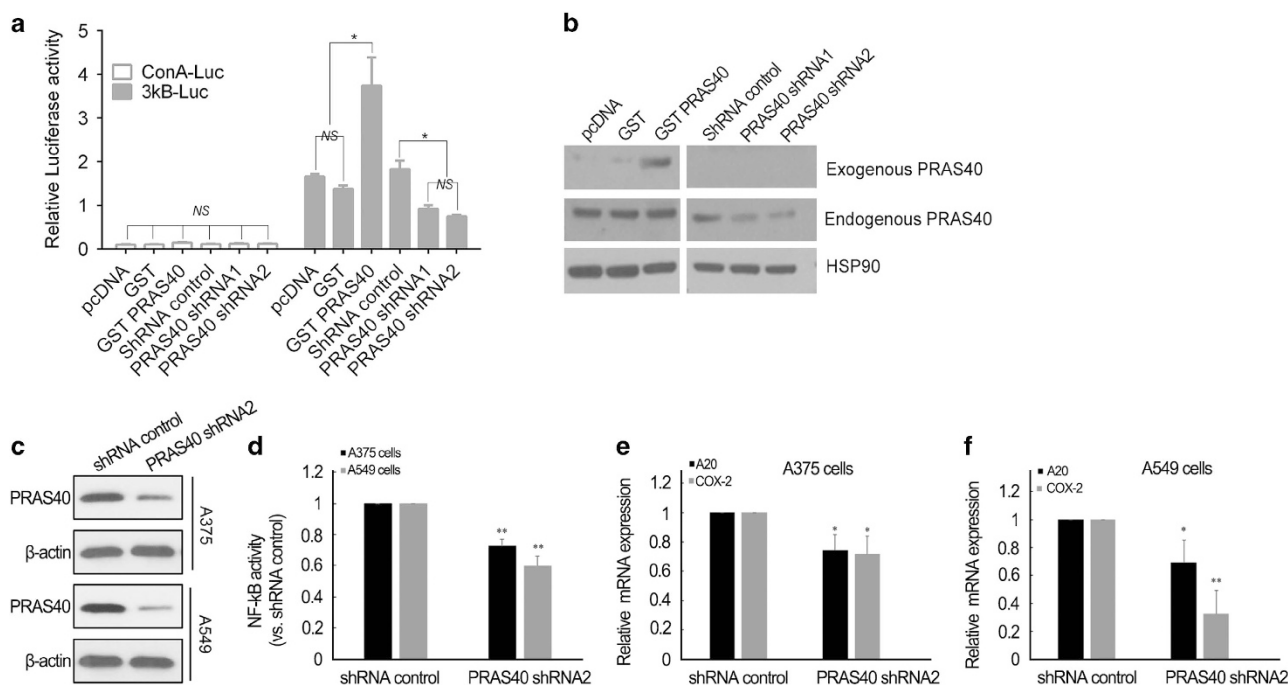 a
Relative Luciferase activity
5
4
3
2
1
0
ConA-Luc
3kB-Luc
*
NS
*
NS
NS
pcDNA
GST
GST PRAS40
ShRNA control
PRAS40 shRNA1
PRAS40 shRNA2
pcDNA
GST
GST PRAS40
ShRNA control
PRAS40 shRNA1
PRAS40 shRNA2
b
pcDNA
GST
GST PRAS40
ShRNA control
PRAS40 shRNA1
PRAS40 shRNA2
Exogenous PRAS40
Endogenous PRAS40
HSP90
c
shRNA control
PRAS40 shRNA2
PRAS40
β-actin
A375
PRAS40
β-actin
A549
d
A375 cells
A549 cells
NF-kB activity
(vs. shRNA control)
1.2
1
0.8
0.6
0.4
0.2
0
**
**
shRNA control
PRAS40 shRNA2
e
A375 cells
A20
COX-2
Relative mRNA expression
1.2
1
0.8
0.6
0.4
0.2
0
*
*
shRNA control
PRAS40 shRNA2
f
A549 cells
A20
COX-2
Relative mRNA expression
1.2
1
0.8
0.6
0.4
0.2
0
*
**
shRNA control
PRAS40 shRNA2